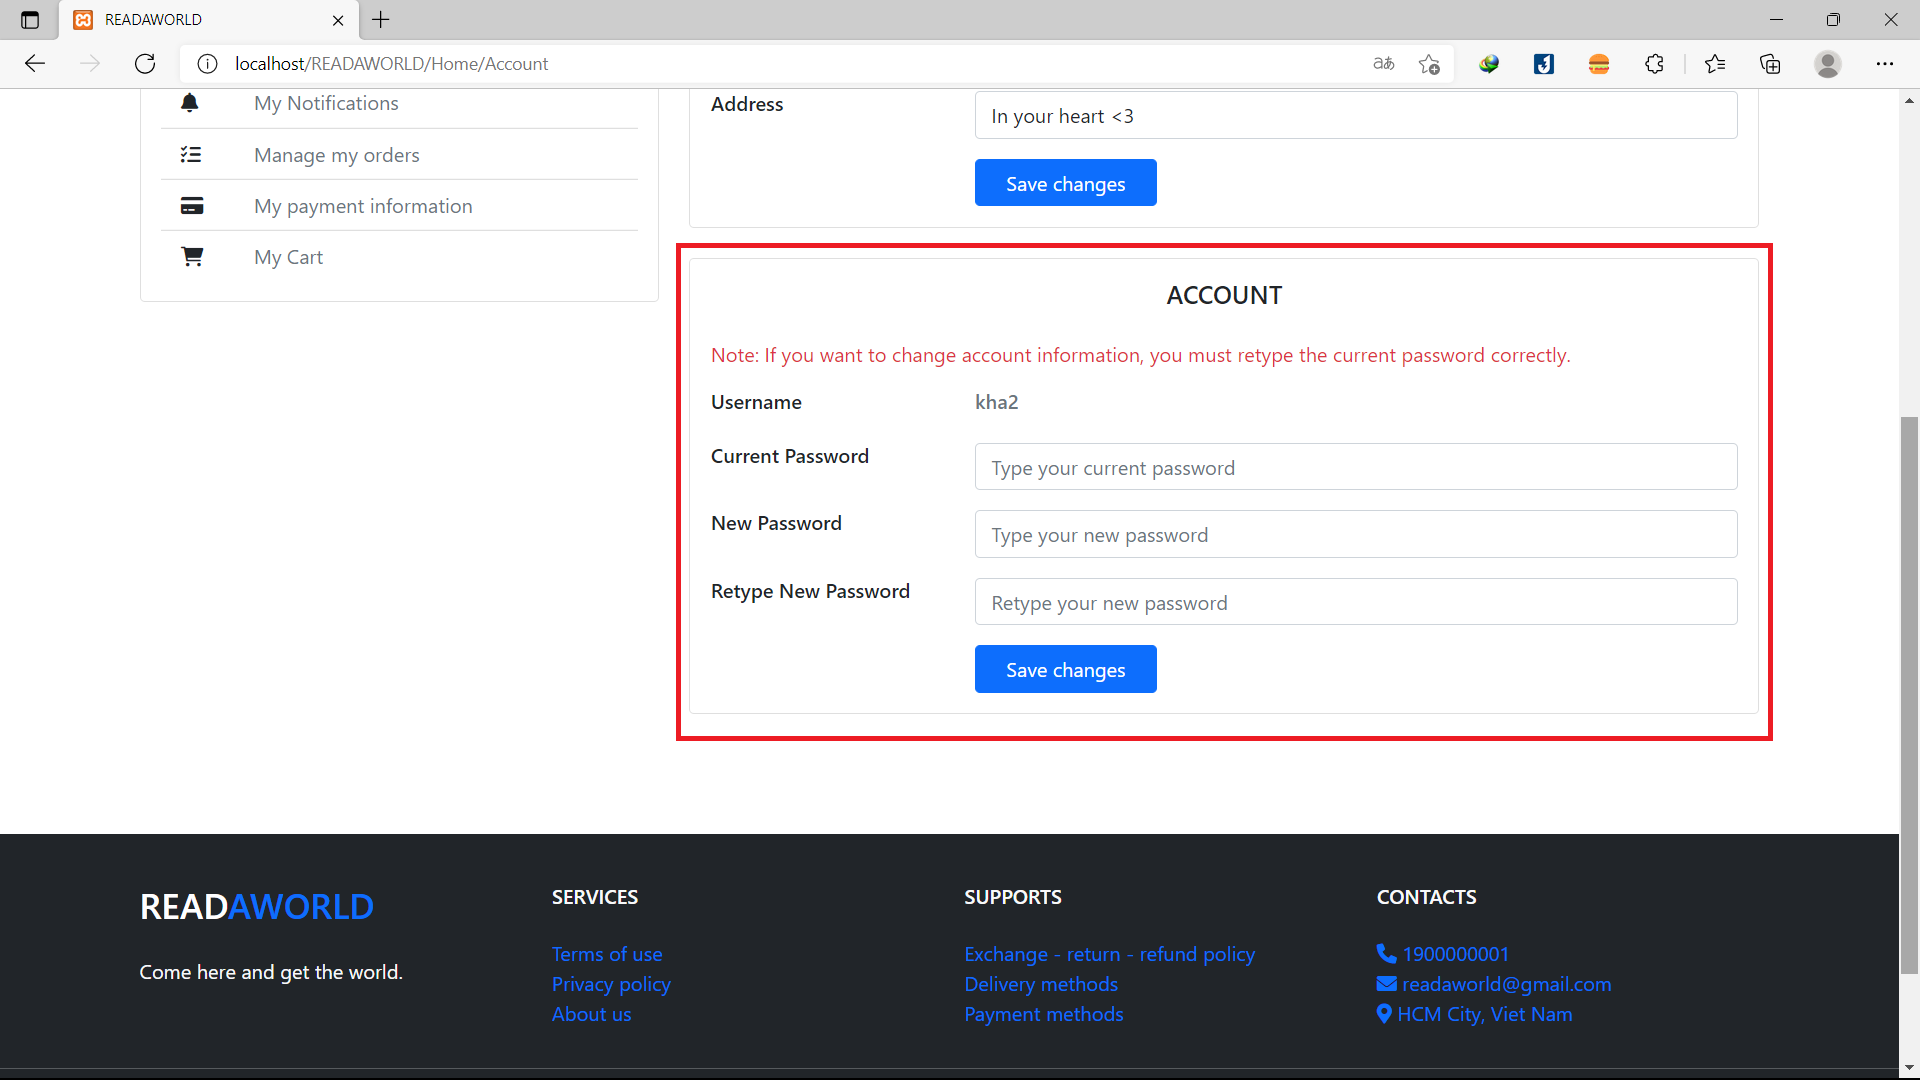 READAWORLD
localhost/READAWORLD/Home/Account
aあ
My Notifications
Manage my orders
My payment information
My Cart
Address
In your heart <3
Save changes
ACCOUNT
Note: If you want to change account information, you must retype the current password correctly.
Username
kha2
Current Password
Type your current password
New Password
Type your new password
Retype New Password
Retype your new password
Save changes
READAWORLD
Come here and get the world.
SERVICES
Terms of use
Privacy policy
About us
SUPPORTS
Exchange - return - refund policy
Delivery methods
Payment methods
CONTACTS
1900000001
readaworld@gmail.com
HCM City, Viet Nam